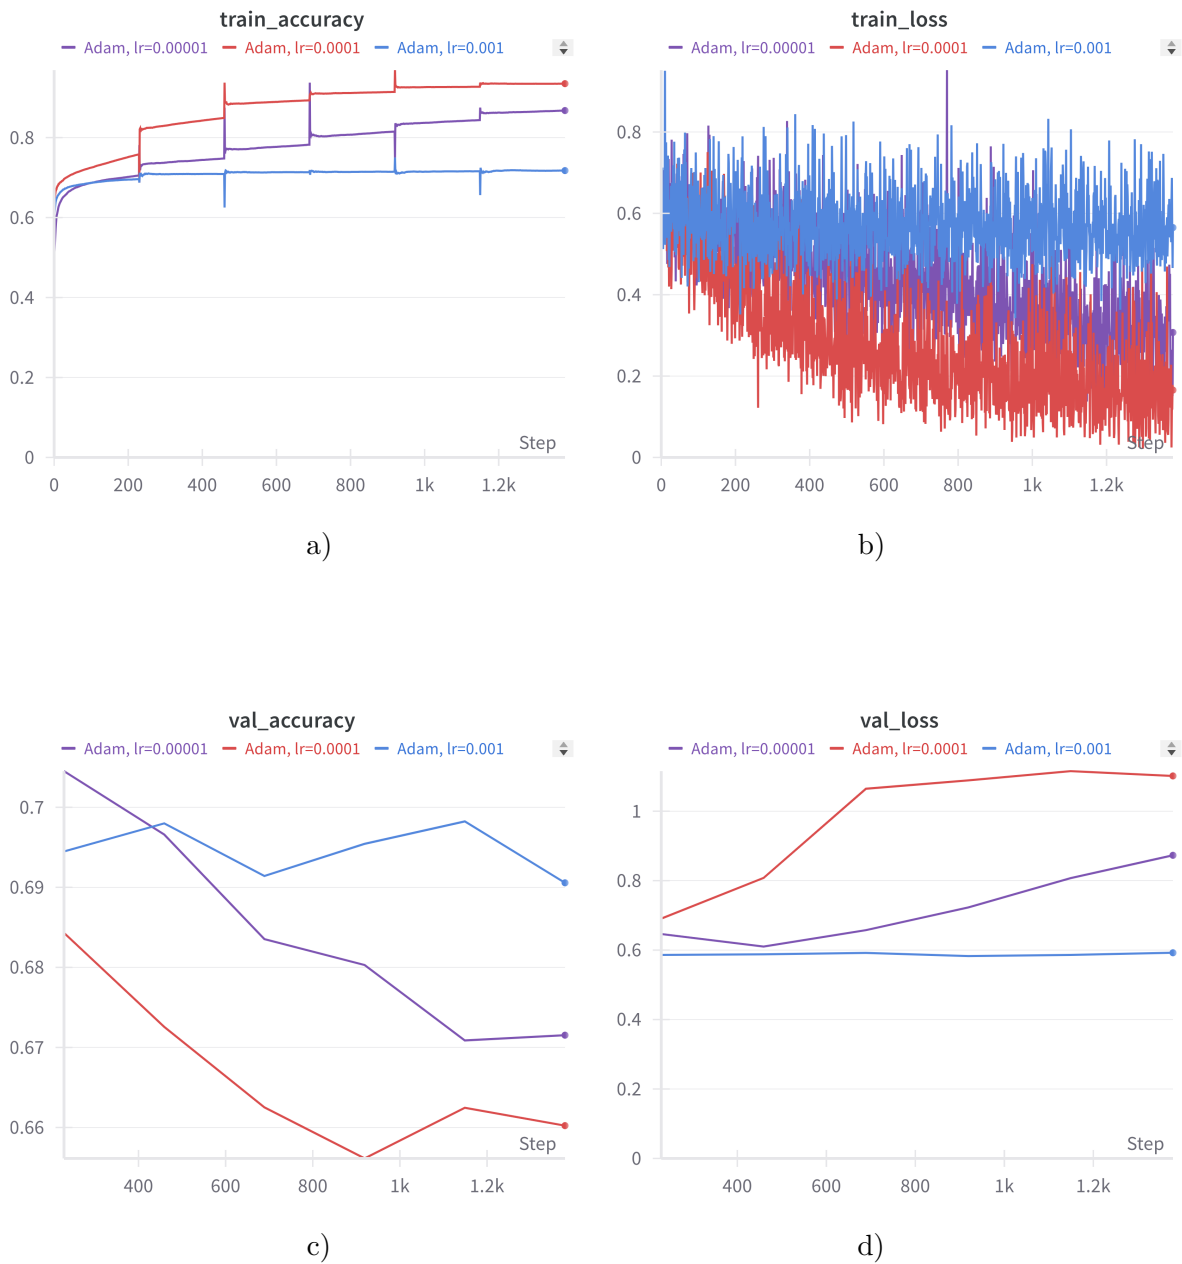 train_accuracy
Adam, lr=0.00001 Adam, lr=0.0001 Adam, lr=0.001
0.8
0.6
0.4
0.2
0
Step
0 200 400 600 800 1k 1.2k
a)
train_loss
Adam, lr=0.00001 Adam, lr=0.0001 Adam, lr=0.001
0.8
0.6
0.4
0.2
0
Step
0 200 400 600 800 1k 1.2k
b)
val_accuracy
Adam, lr=0.00001 Adam, lr=0.0001 Adam, lr=0.001
0.7
0.69
0.68
0.67
0.66
Step
400 600 800 1k 1.2k
c)
val_loss
Adam, lr=0.00001 Adam, lr=0.0001 Adam, lr=0.001
1
0.8
0.6
0.4
0.2
0
Step
400 600 800 1k 1.2k
d)